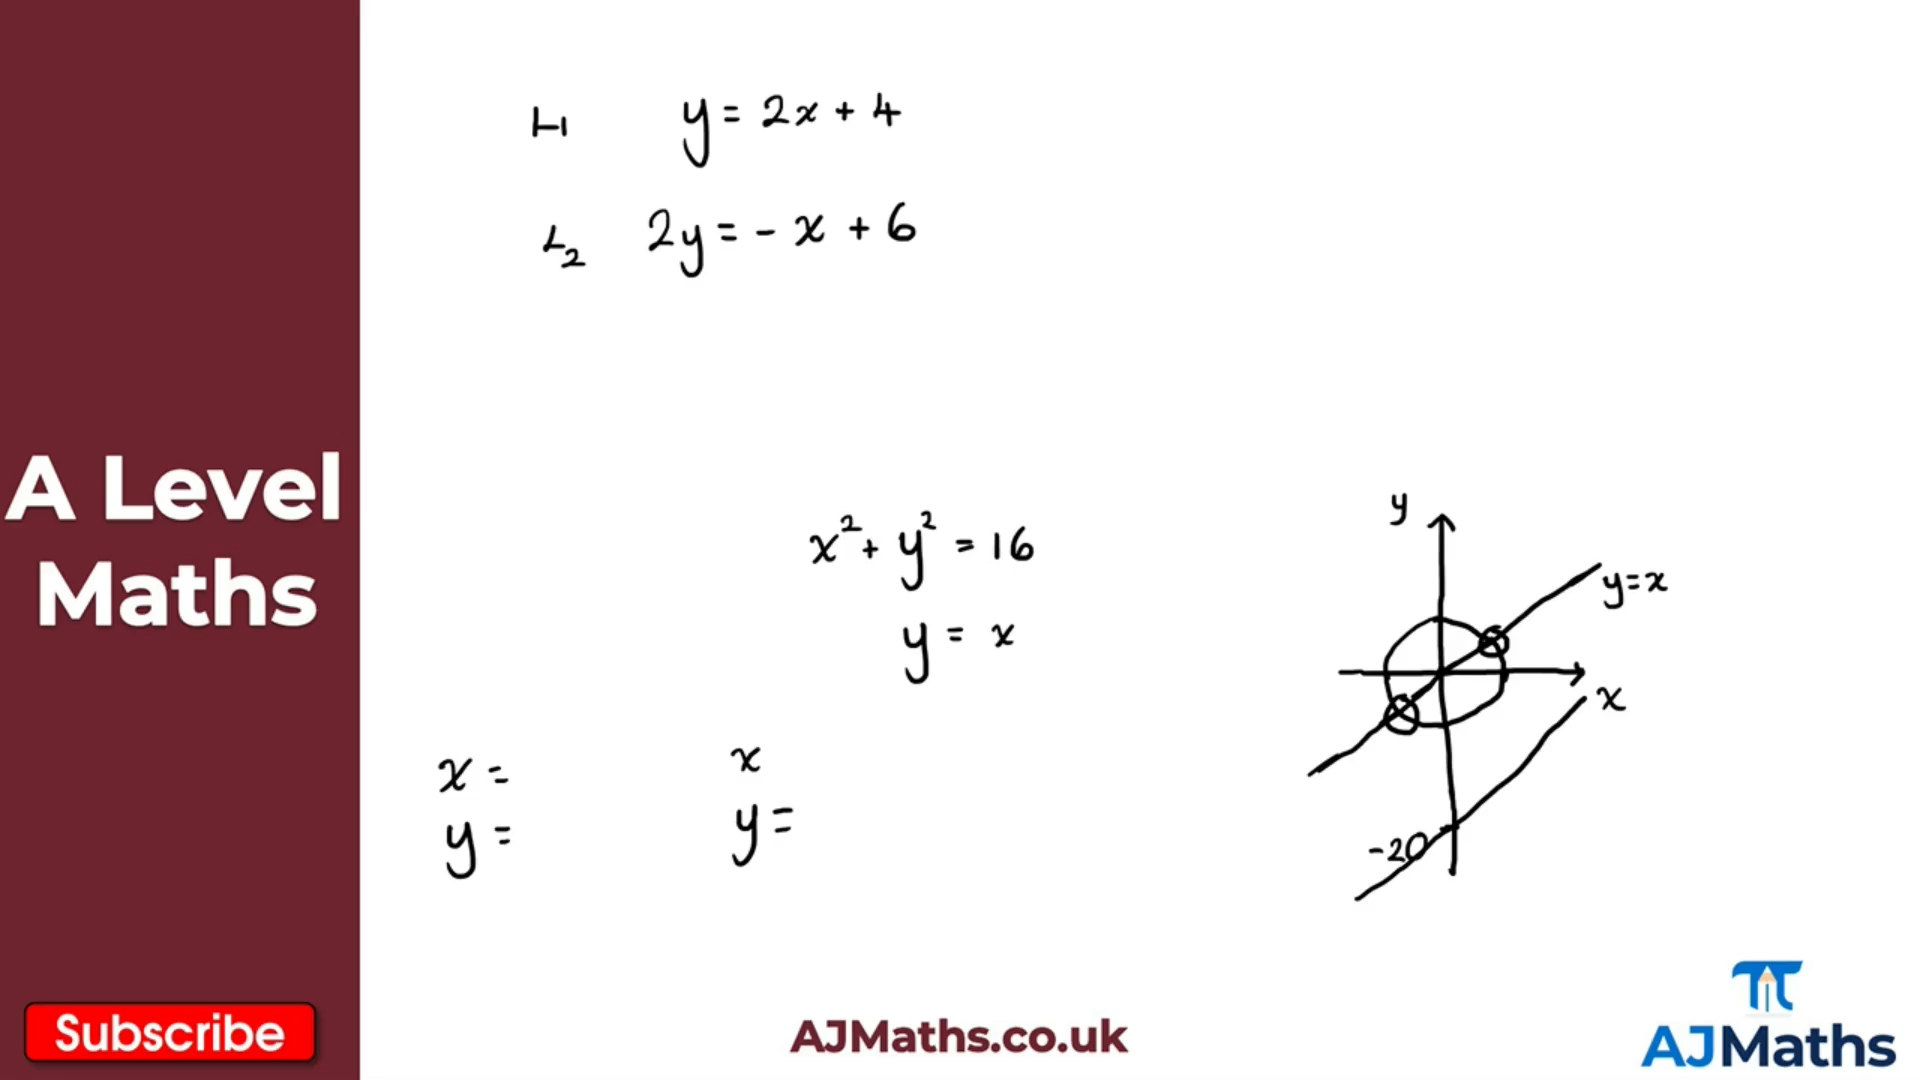 L1 y = 2x + 4
L2 2y = - x + 6
A Level
Maths
x² + y² = 16
y = x
x =
y =
x
y =
y
y = x
x
-20
Subscribe
AJMaths.co.uk
AJMaths